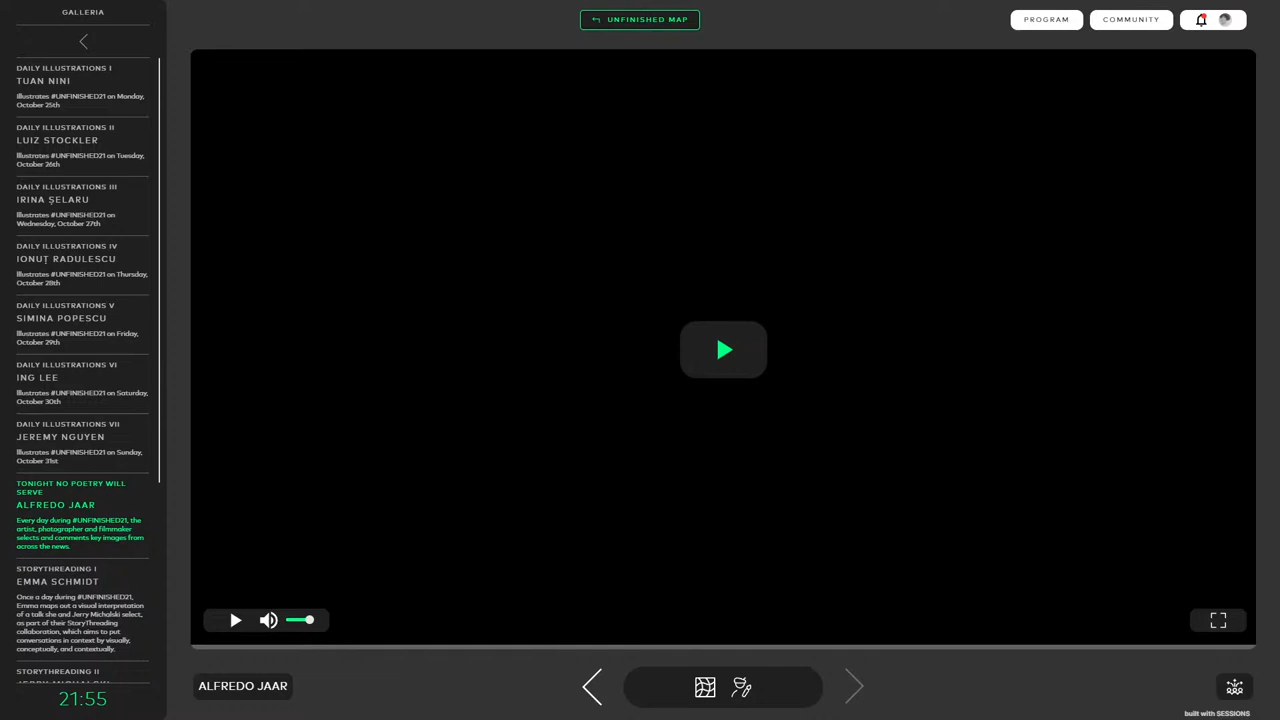 GALLERIA
UNFINISHED MAP
PROGRAM
COMMUNITY
DAILY ILLUSTRATIONS I
TUAN NINI
Illustrates #UNFINISHED21 on Monday,
October 25th
DAILY ILLUSTRATIONS II
LUIZ STOCKLER
Illustrates #UNFINISHED21 on Tuesday,
October 26th
DAILY ILLUSTRATIONS III
IRINA ȘELARU
Illustrates #UNFINISHED21 on
Wednesday, October 27th
DAILY ILLUSTRATIONS IV
IONUȚ RADULESCU
Illustrates #UNFINISHED21 on Thursday,
October 28th
DAILY ILLUSTRATIONS V
SIMINA POPESCU
Illustrates #UNFINISHED21 on Friday,
October 29th
DAILY ILLUSTRATIONS VI
ING LEE
Illustrates #UNFINISHED21 on Saturday,
October 30th
DAILY ILLUSTRATIONS VII
JEREMY NGUYEN
Illustrates #UNFINISHED21 on Sunday,
October 31st
TONIGHT NO POETRY WILL
SERVE
ALFREDO JAAR
Every day during #UNFINISHED21, the
artist, photographer and filmmaker
selects and comments key images from
across the news.
STORYTHREADING I
EMMA SCHMIDT
Once a day during #UNFINISHED21,
Emma maps out a visual interpretation
of a talk she and Jerry Michalski select,
as part of their StoryThreading
collaboration, which aims to put
conversations in context by visually,
conceptually, and contextually.
STORYTHREADING II
21:55
ALFREDO JAAR
built with SESSIONS